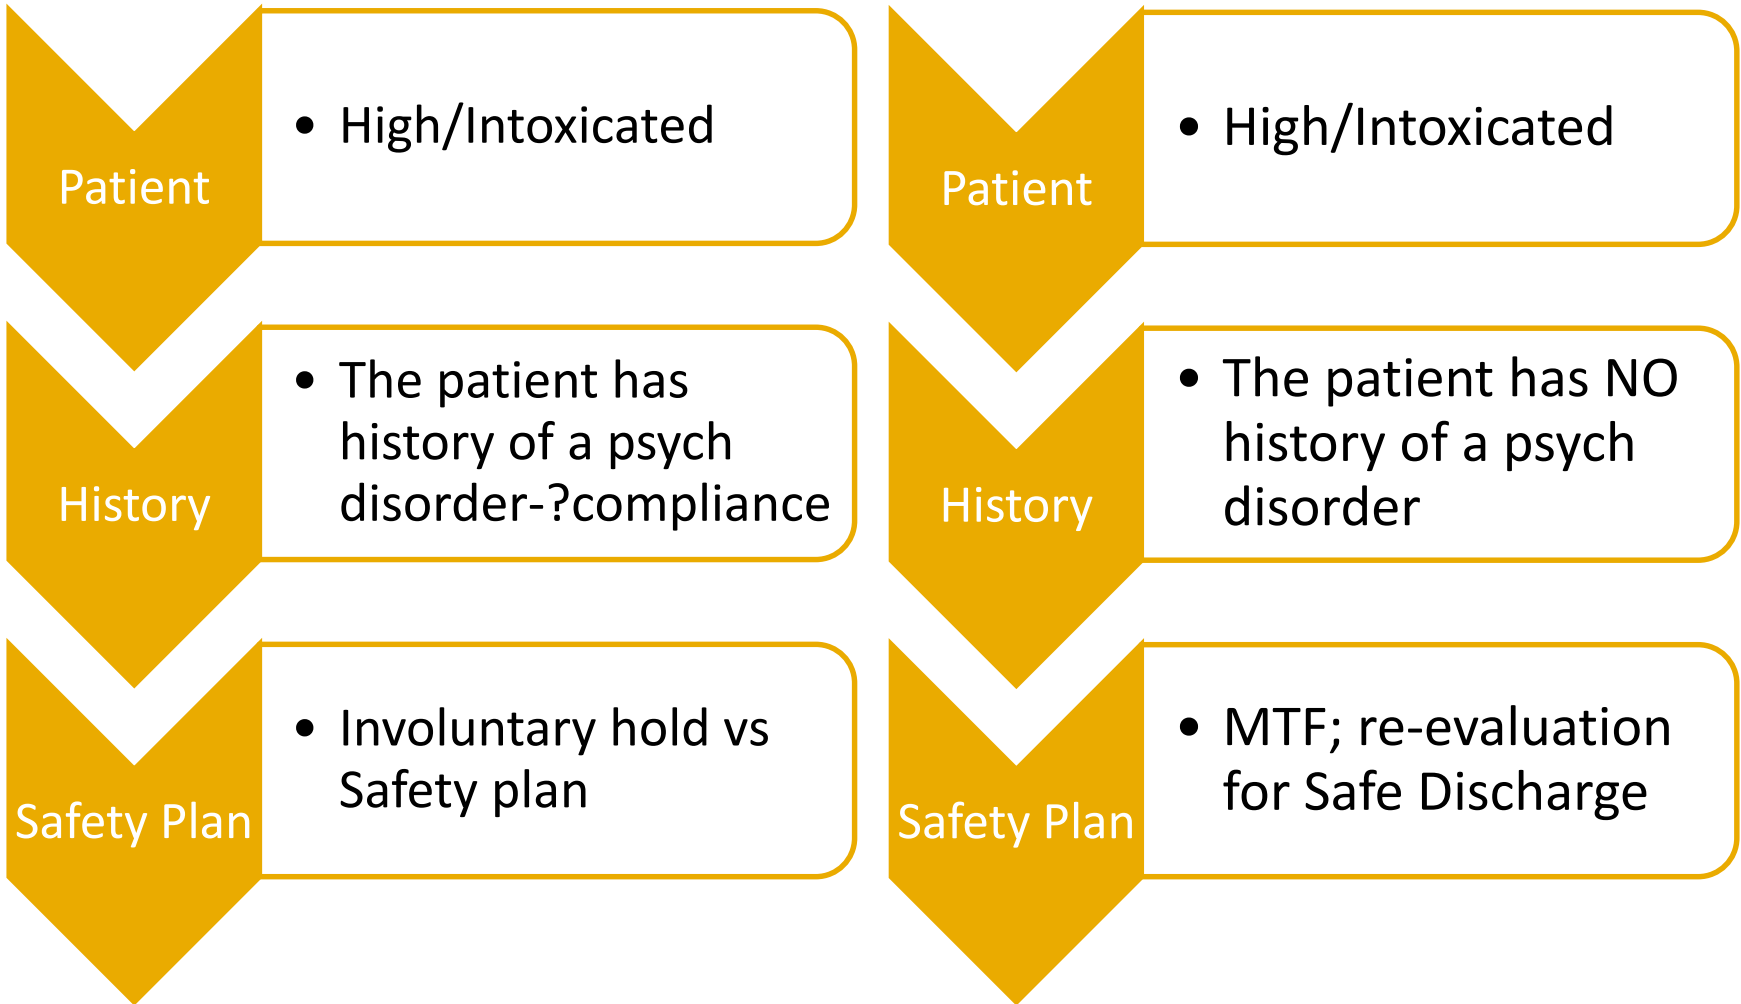 Patient
• High/Intoxicated
History
• The patient has
history of a psych
disorder-?compliance
Safety Plan
• Involuntary hold vs
Safety plan
Patient
• High/Intoxicated
History
• The patient has NO
history of a psych
disorder
Safety Plan
• MTF; re-evaluation
for Safe Discharge